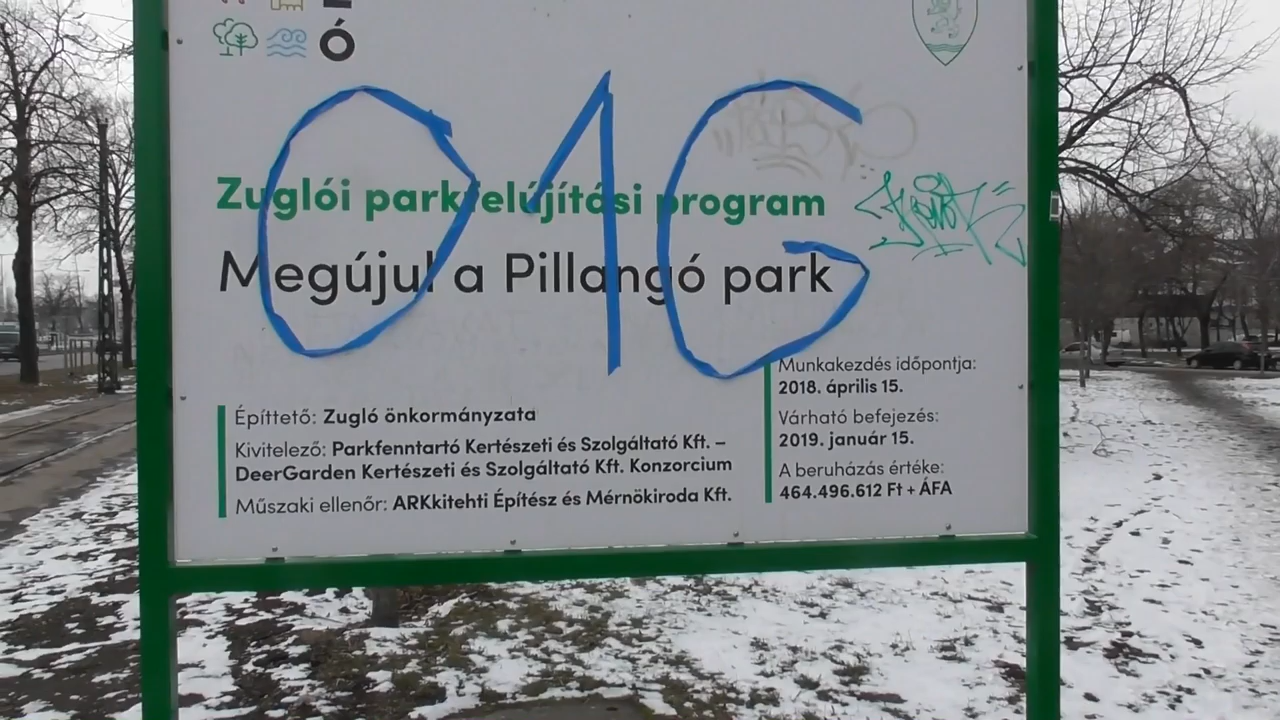 Ó
O1G
Zuglói parkfelújítási program
Megújul a Pillangó park
Építtető: Zugló önkormányzata
Kivitelező: Parkfenntartó Kertészeti és Szolgáltató Kft. –
DeerGarden Kertészeti és Szolgáltató Kft. Konzorcium
Műszaki ellenőr: ARKkitehti Építész és Mérnökiroda Kft.
Munkakezdés időpontja:
2018. április 15.
Várható befejezés:
2019. január 15.
A beruházás értéke:
464.496.612 Ft + ÁFA